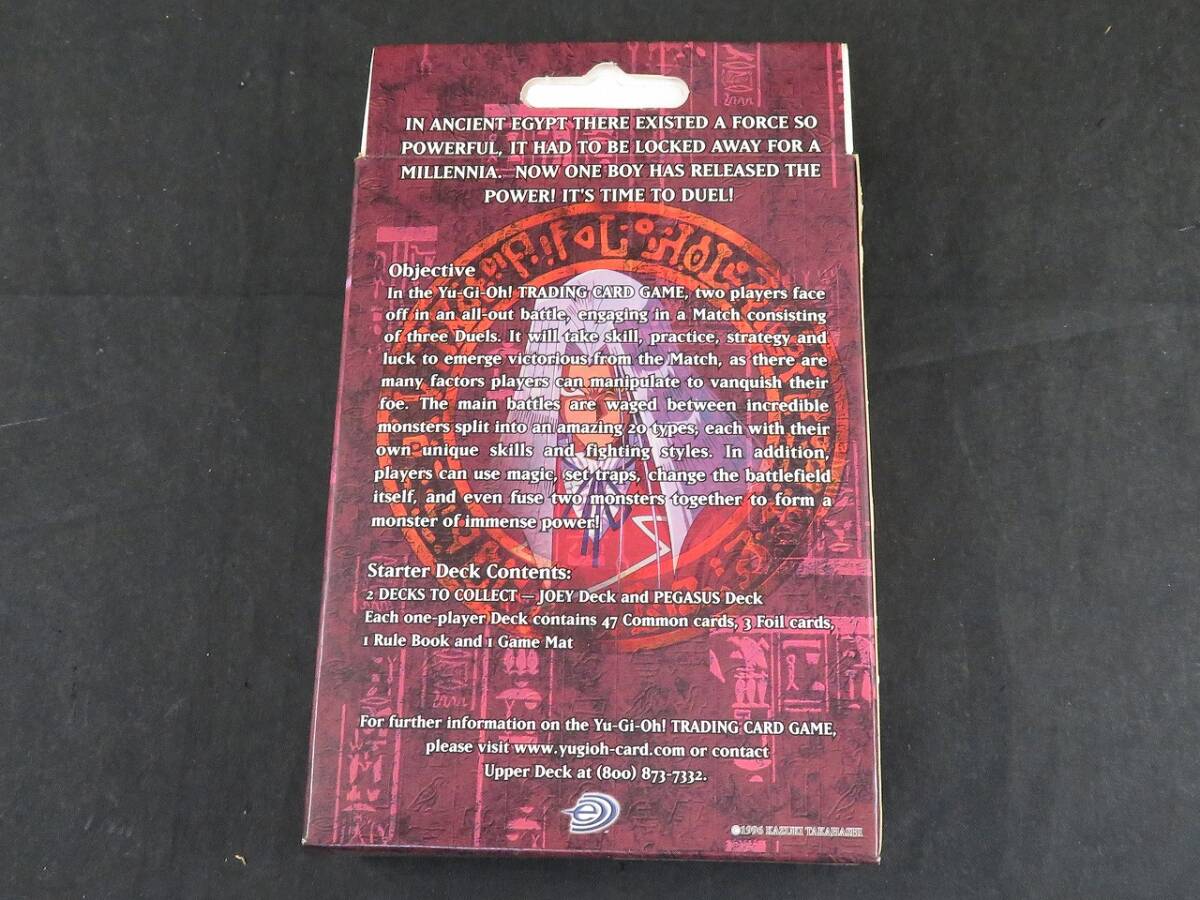 IN ANCIENT EGYPT THERE EXISTED A FORCE SO
POWERFUL, IT HAD TO BE LOCKED AWAY FOR A
MILLENNIA. NOW ONE BOY HAS RELEASED THE
POWER! IT'S TIME TO DUEL!
Objective
In the Yu-Gi-Oh! TRADING CARD GAME, two players face
off in an all-out battle, engaging in a Match consisting
of three Duels. It will take skill, practice, strategy and
luck to emerge victorious from the Match, as there are
many factors players can manipulate to vanquish their
foe. The main battles are waged between incredible
monsters split into an amazing 20 types, each with their
own unique skills and fighting styles. In addition,
players can use magic, set traps, change the battlefield
itself, and even fuse two monsters together to form a
monster of immense power!
Starter Deck Contents:
2 DECKS TO COLLECT — JOEY Deck and PEGASUS Deck
Each one-player Deck contains 47 Common cards, 3 Foil cards,
1 Rule Book and 1 Game Mat
For further information on the Yu-Gi-Oh! TRADING CARD GAME,
please visit www.yugioh-card.com or contact
Upper Deck at (800) 873-7332.
e
©1996 KAZUKI TAKAHASHI